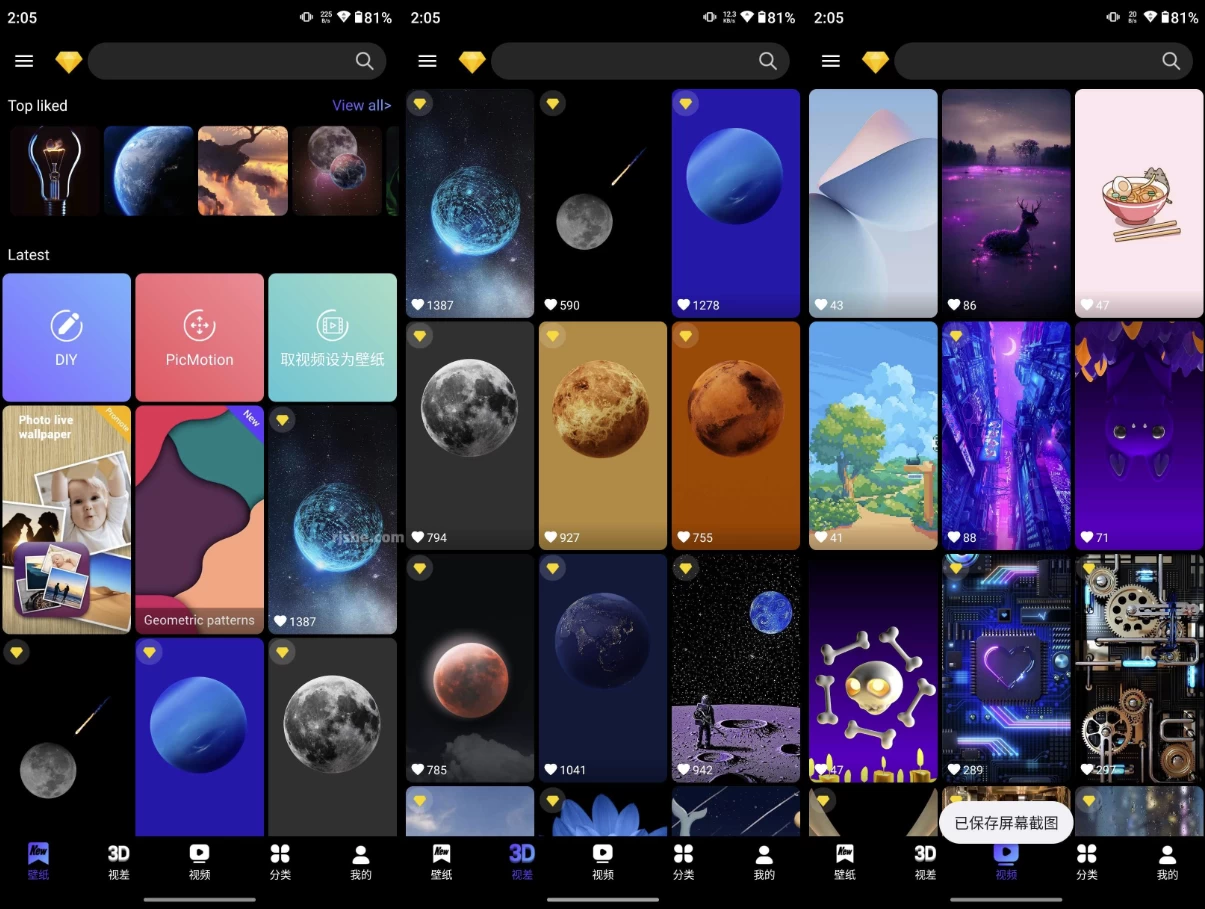 2:05
225
B/s
81%
Top liked
View all>
Latest
DIY
PicMotion
取视频设为壁纸
Photo live
wallpaper
Promote
New
Geometric patterns
1387
New
壁纸
3D
视差
视频
分类
我的
2:05
12.3
KB/s
81%
1387
590
1278
794
927
755
785
1041
942
rjshe.com
New
壁纸
3D
视差
视频
分类
我的
2:05
20
B/s
81%
43
86
47
41
88
71
47
289
297
已保存屏幕截图
New
壁纸
3D
视差
视频
分类
我的